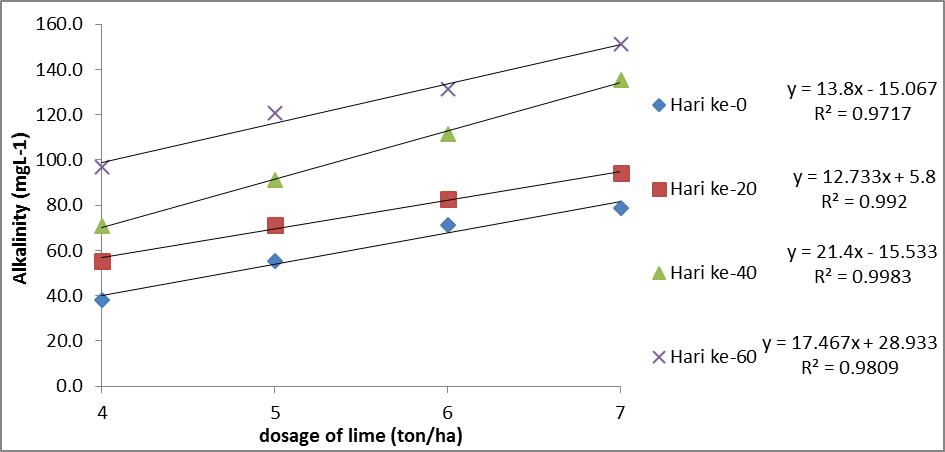 160.0
140.0
120.0
100.0
80.0
60.0
40.0
20.0
0.0
Alkalinity (mgL-1)
4 5 6 7
dosage of lime (ton/ha)
Hari ke-0
y = 13.8x - 15.067
R² = 0.9717
Hari ke-20
y = 12.733x + 5.8
R² = 0.992
Hari ke-40
y = 21.4x - 15.533
R² = 0.9983
Hari ke-60
y = 17.467x + 28.933
R² = 0.9809